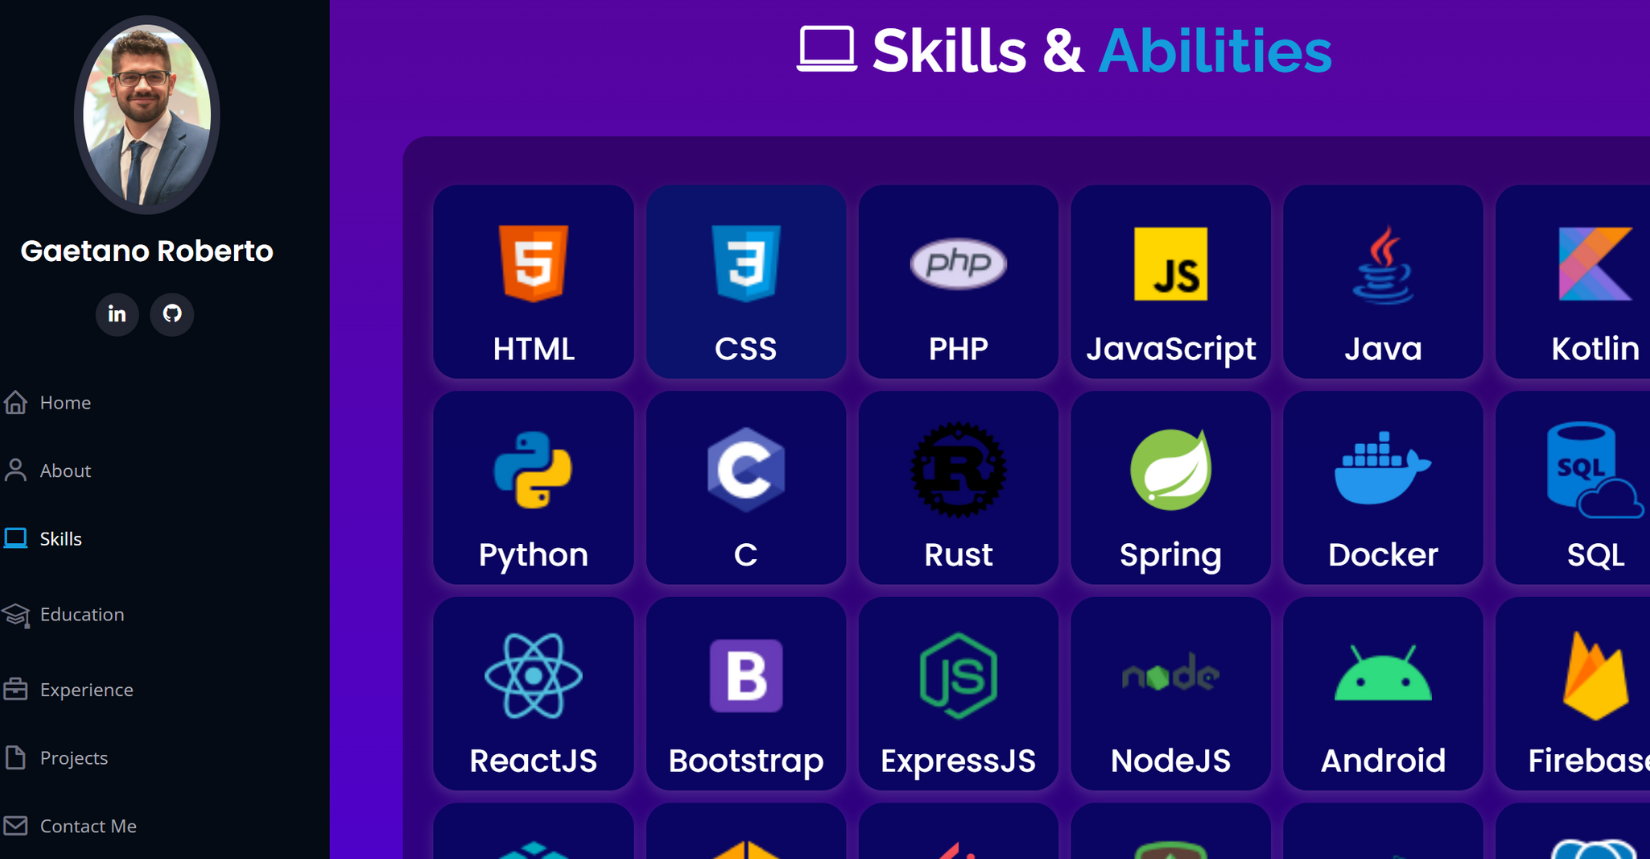 Gaetano Roberto
in
Home
About
Skills
Education
Experience
Projects
Contact Me
Skills & Abilities
5
3
php
JS
HTML
CSS
PHP
JavaScript
Java
Kotlin
C
R
SQL
Python
C
Rust
Spring
Docker
SQL
B
JS
node
ReactJS
Bootstrap
ExpressJS
NodeJS
Android
Firebase